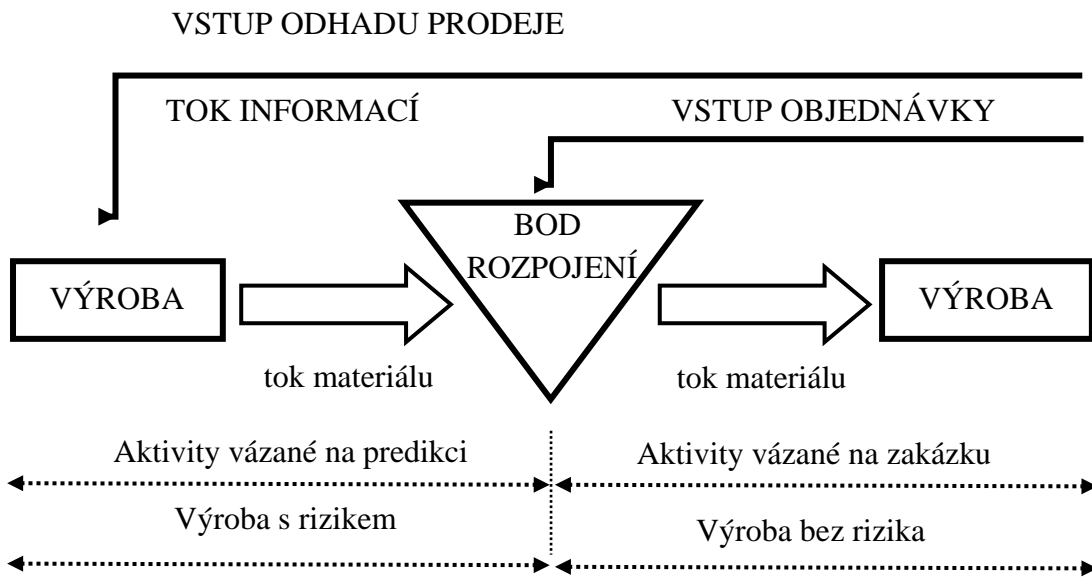 VSTUP ODHADU PRODEJE
TOK INFORMACÍ
VSTUP OBJEDNÁVKY
BOD
ROZPOJENÍ
VÝROBA
VÝROBA
tok materiálu
tok materiálu
Aktivity vázané na predikci
Aktivity vázané na zakázku
Výroba s rizikem
Výroba bez rizika